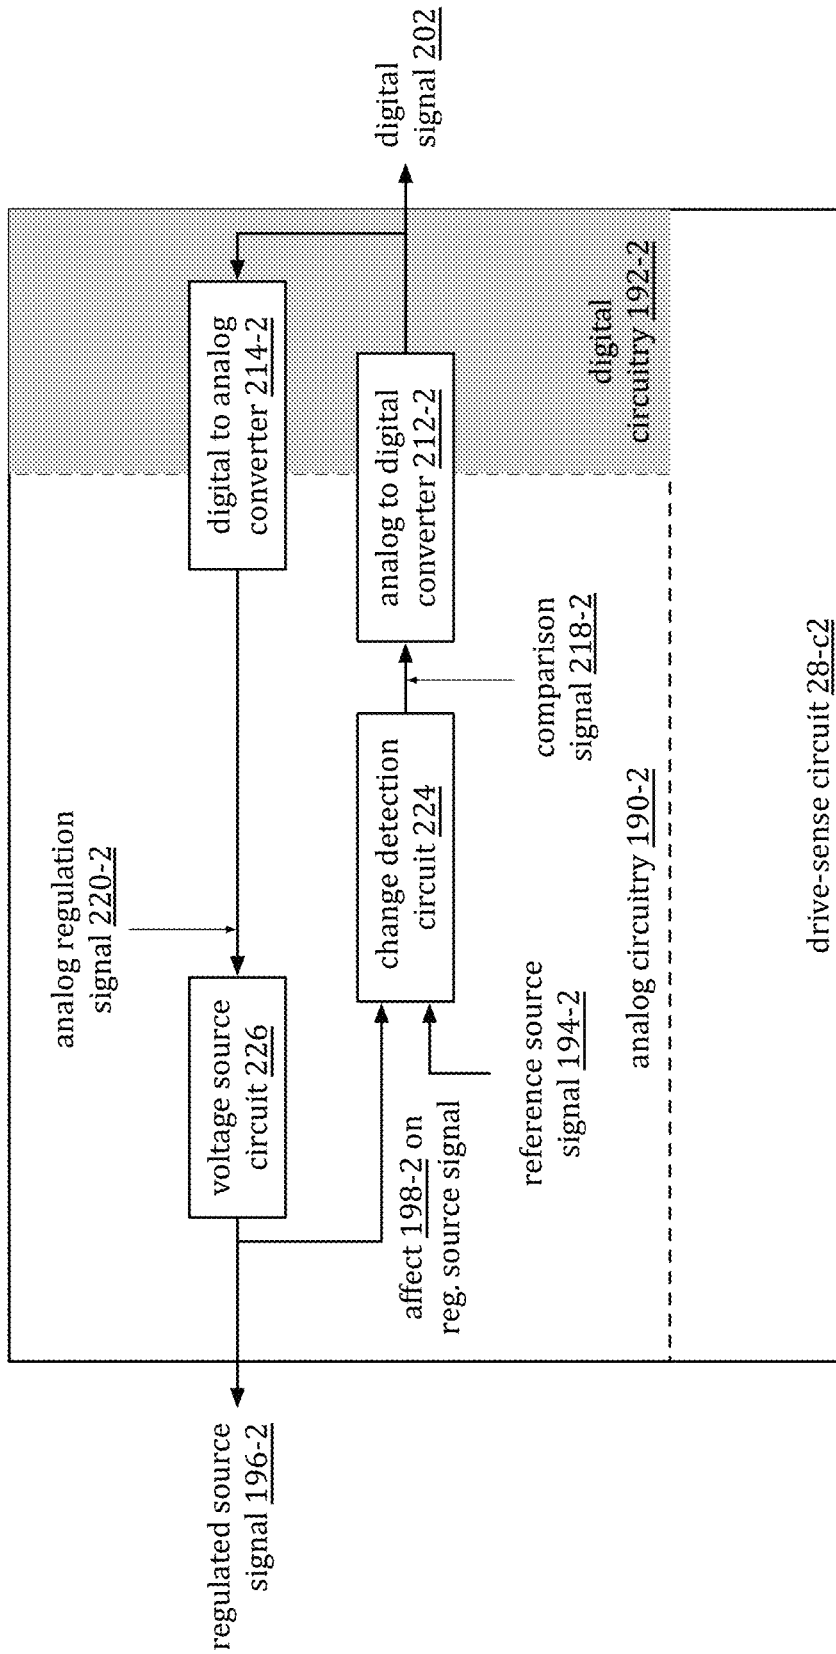 analog regulation
signal 220-2
regulated source
signal 196-2
voltage source
circuit 226
digital to analog
converter 214-2
affect 198-2 on
reg. source signal
change detection
circuit 224
analog to digital
converter 212-2
digital
signal 202
reference source
signal 194-2
comparison
signal 218-2
analog circuitry 190-2
digital
circuitry 192-2
drive-sense circuit 28-c2